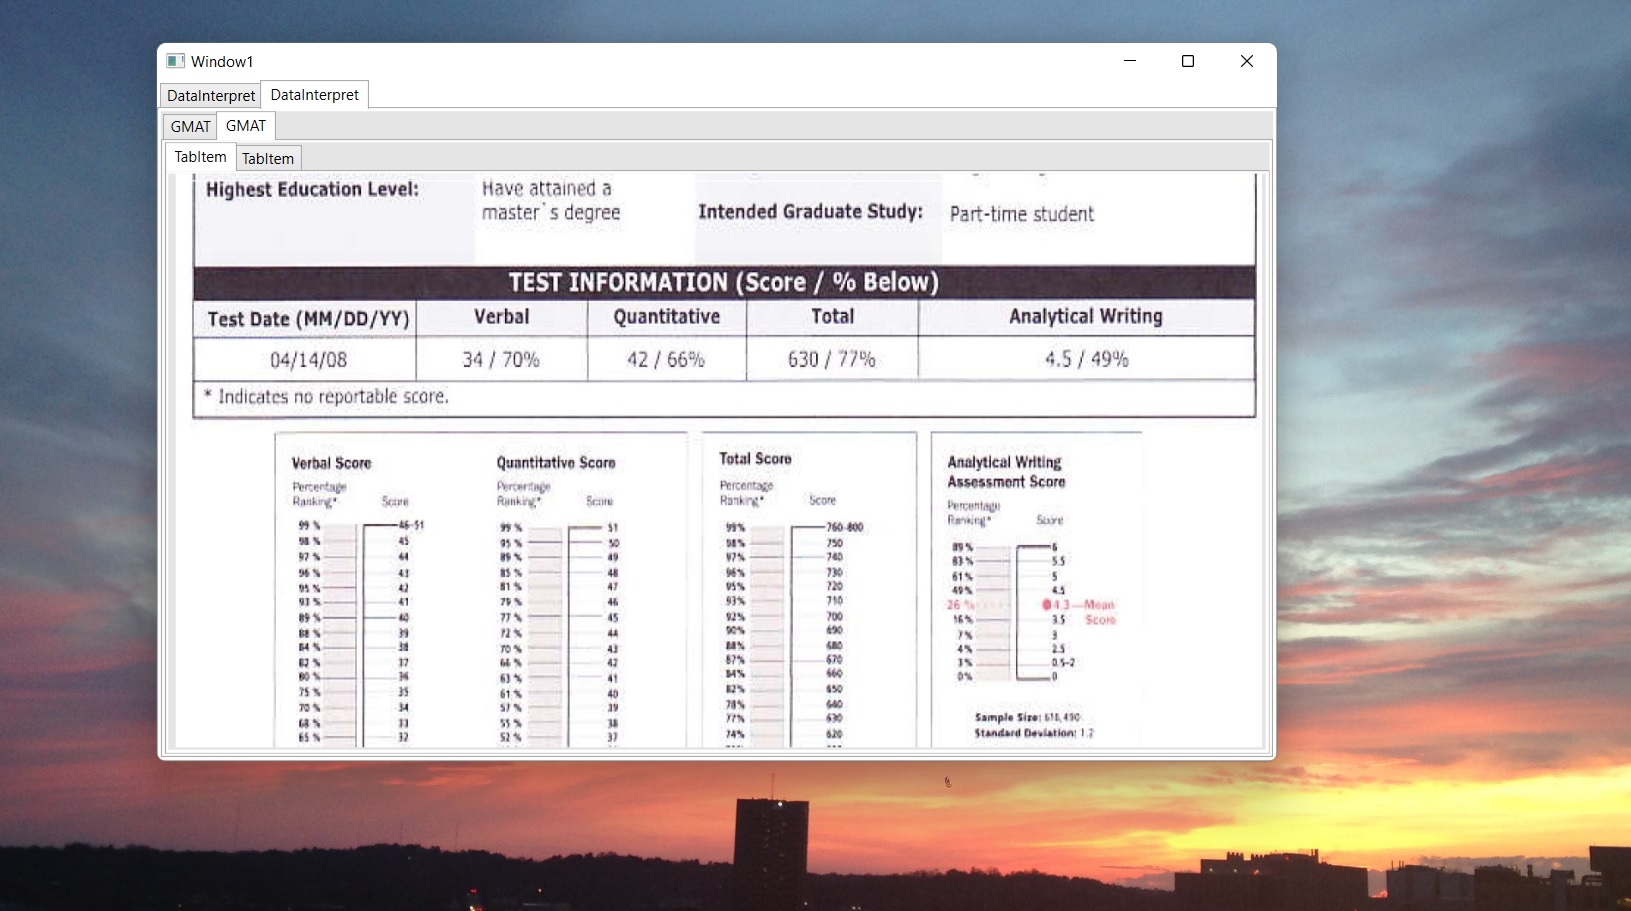 Window1
DataInterpret DataInterpret
GMAT GMAT
TabItem TabItem
Highest Education Level: Have attained a
master`s degree
Intended Graduate Study: Part-time student
TEST INFORMATION (Score / % Below)
Test Date (MM/DD/YY) Verbal Quantitative Total Analytical Writing
04/14/08 34 / 70% 42 / 66% 630 / 77% 4.5 / 49%
* Indicates no reportable score.
Verbal Score
Percentage
Ranking* Score
99 % 46-51
98 % 45
97 % 44
96 % 43
95 % 42
93 % 41
89 % 40
88 % 39
84 % 38
82 % 37
80 % 36
75 % 35
70 % 34
68 % 33
65 % 32
Quantitative Score
Percentage
Ranking* Score
99 % 51
95 % 50
89 % 49
85 % 48
81 % 47
79 % 46
77 % 45
72 % 44
70 % 43
66 % 42
63 % 41
61 % 40
57 % 39
55 % 38
52 % 37
Total Score
Percentage
Ranking* Score
99% 760-800
98% 750
97% 740
96% 730
95% 720
93% 710
92% 700
90% 690
88% 680
87% 670
84% 660
82% 650
78% 640
77% 630
74% 620
Analytical Writing
Assessment Score
Percentage
Ranking* Score
89 % 6
83 % 5.5
61 % 5
49 % 4.5
26 % 4.3 Mean
Score
16 % 3.5
7 % 3
4 % 2.5
3 % 0.5-2
0 % 0
Sample Size:
Standard Deviation: 1.2